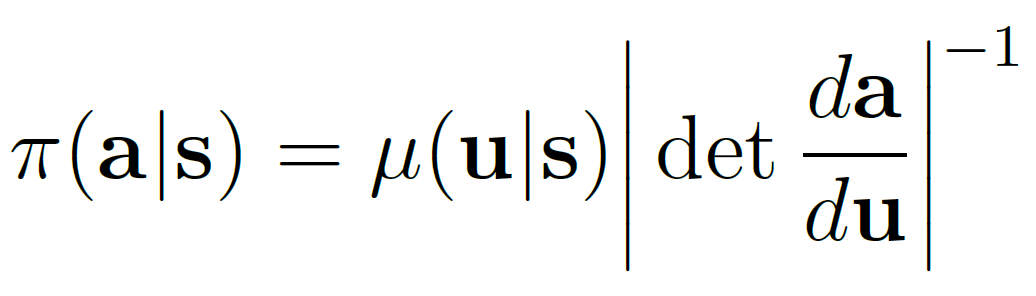 π(𝐚|𝐬) = μ(𝐮|𝐬)| det d𝐚/d𝐮 |⁻¹